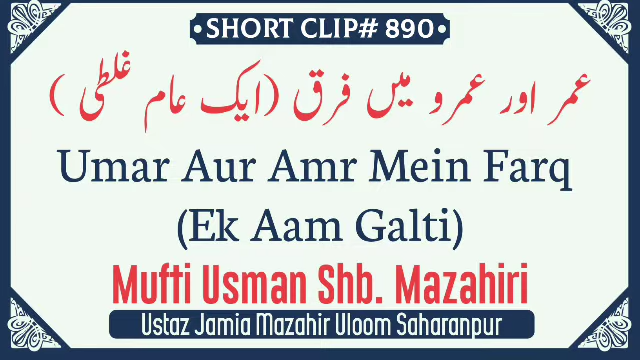 SHORT CLIP# 890
عمر اور عمرو میں فرق (ایک عام غلطی)
Umar Aur Amr Mein Farq
(Ek Aam Galti)
Mufti Usman Shb. Mazahiri
Ustaz Jamia Mazahir Uloom Saharanpur